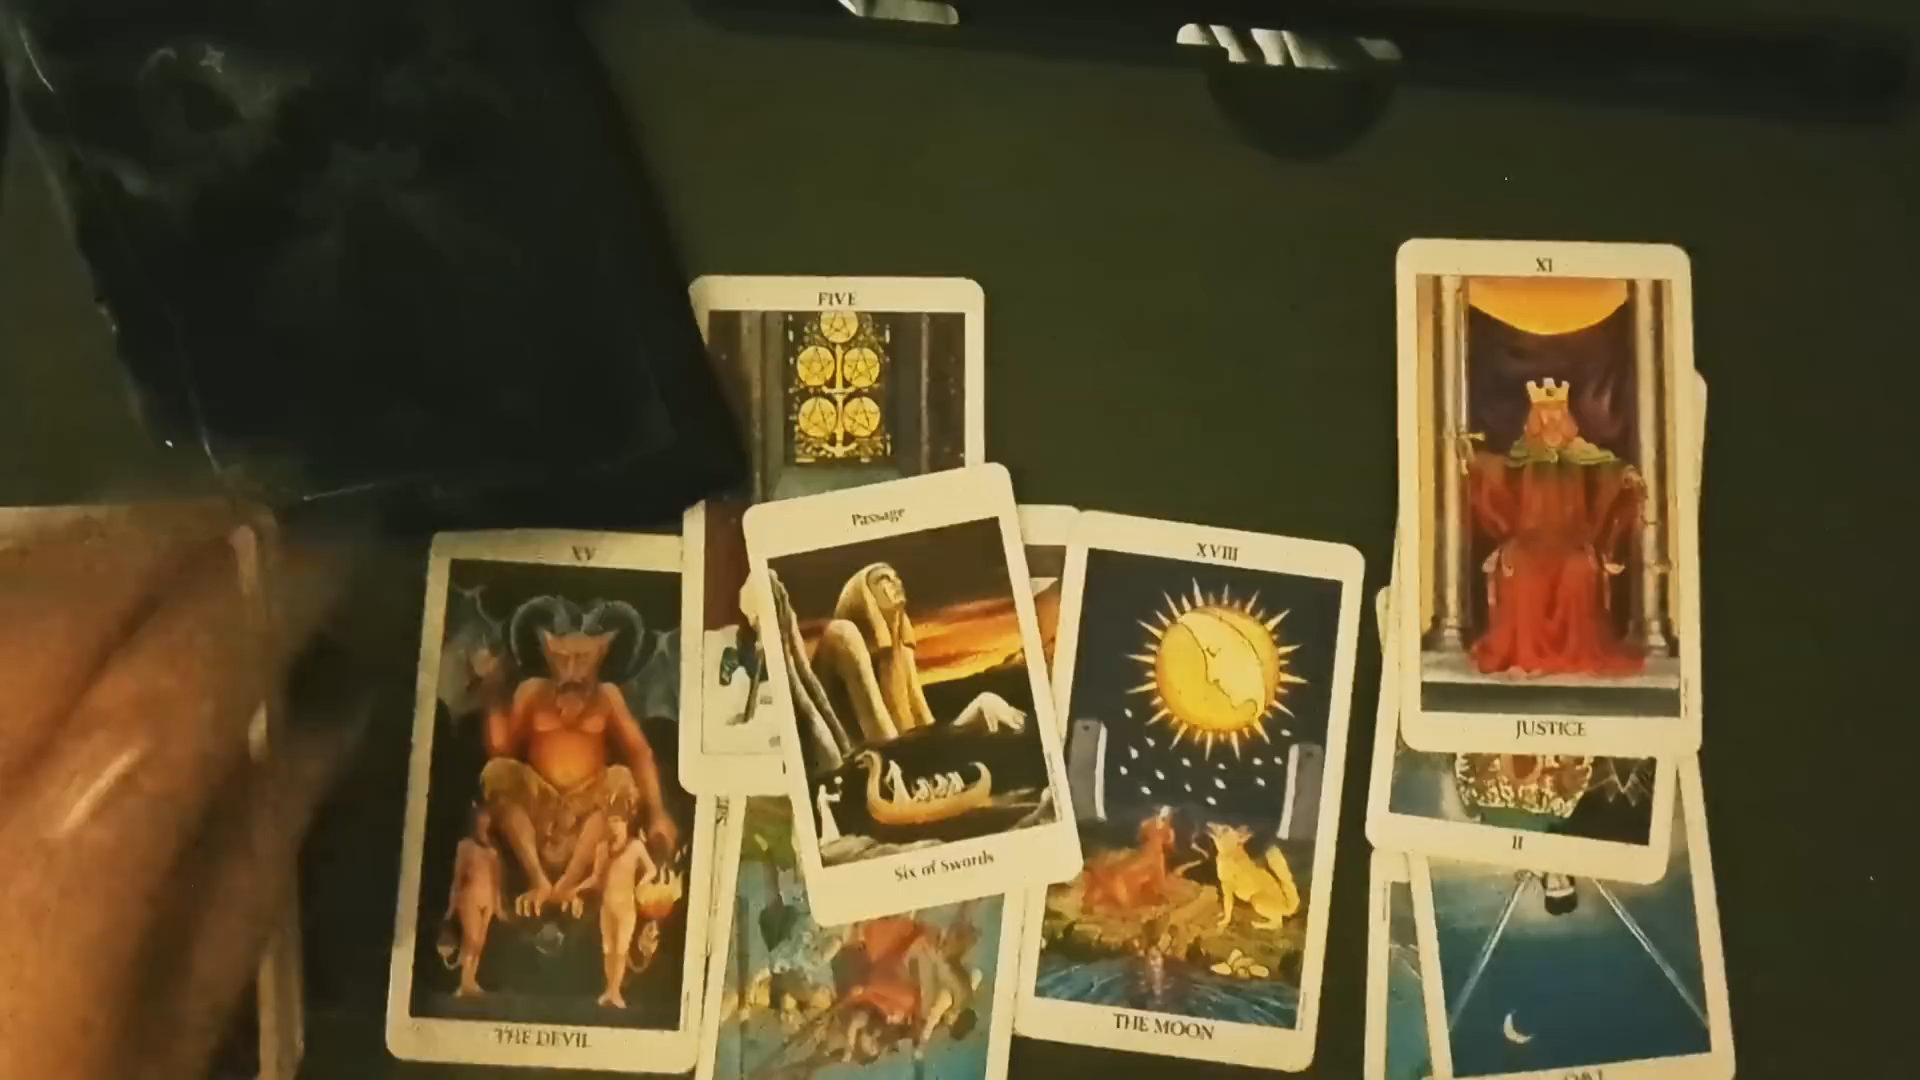 FIVE
XI
Passage
XV
XVIII
JUSTICE
II
Six of Swords
THE MOON
THE DEVIL